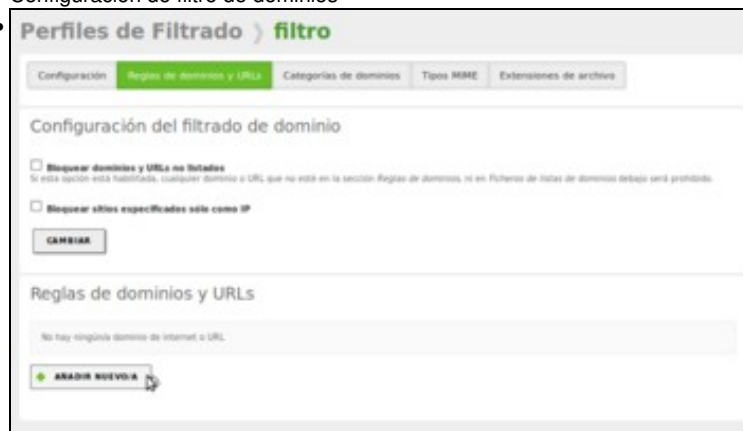 Configuración de filtro de dominios
Perfiles de Filtrado 〉 filtro
Configuración Reglas de dominios y URLs Categorías de dominios Tipos MIME Extensiones de archivo
Configuración del filtrado de dominio
Bloquear dominios y URLs no listados
Si esta opción está habilitada, cualquier dominio o URL que no esté en la sección Reglas de dominios, ni en Ficheros de listas de dominios debajo será prohibido.
Bloquear sitios especificados sólo como IP
CAMBIAR
Reglas de dominios y URLs
No hay ningún/a dominio de internet o URL
AÑADIR NUEVO/A